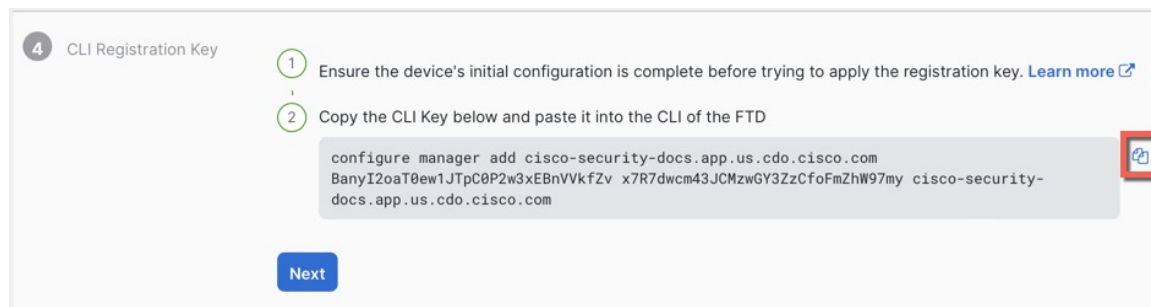 4 CLI Registration Key
1 Ensure the device's initial configuration is complete before trying to apply the registration key. Learn more
2 Copy the CLI Key below and paste it into the CLI of the FTD
configure manager add cisco-security-docs.app.us.cdo.cisco.com
BanyI2oaT0ew1JTpC0P2w3xEBnVVkfZv x7R7dwcm43JCMzwGY3ZzCfoFmZhW97my cisco-security-
docs.app.us.cdo.cisco.com
Next